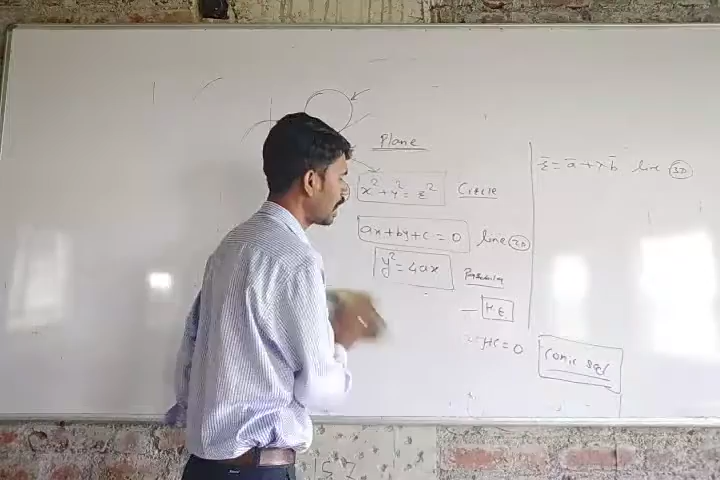 Plane
x² + y² = z² Circle
ax + by + c = 0 line 2D
y² = 4ax Parabola
H.E
= 0
Conic sec
r̄ = ā + λ b̄ line 3D